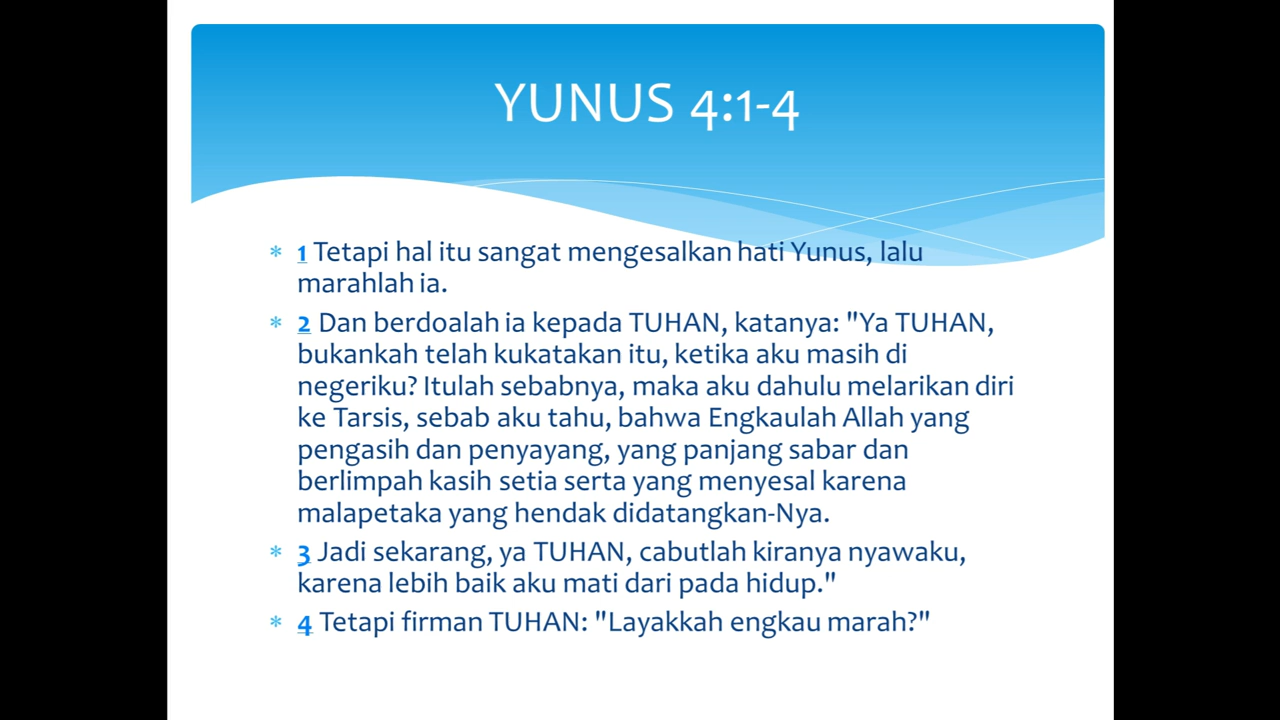 YUNUS 4:1-4
* 1 Tetapi hal itu sangat mengesalkan hati Yunus, lalu
marahlah ia.
* 2 Dan berdoalah ia kepada TUHAN, katanya: "Ya TUHAN,
bukankah telah kukatakan itu, ketika aku masih di
negeriku? Itulah sebabnya, maka aku dahulu melarikan diri
ke Tarsis, sebab aku tahu, bahwa Engkaulah Allah yang
pengasih dan penyayang, yang panjang sabar dan
berlimpah kasih setia serta yang menyesal karena
malapetaka yang hendak didatangkan-Nya.
* 3 Jadi sekarang, ya TUHAN, cabutlah kiranya nyawaku,
karena lebih baik aku mati dari pada hidup."
* 4 Tetapi firman TUHAN: "Layakkah engkau marah?"